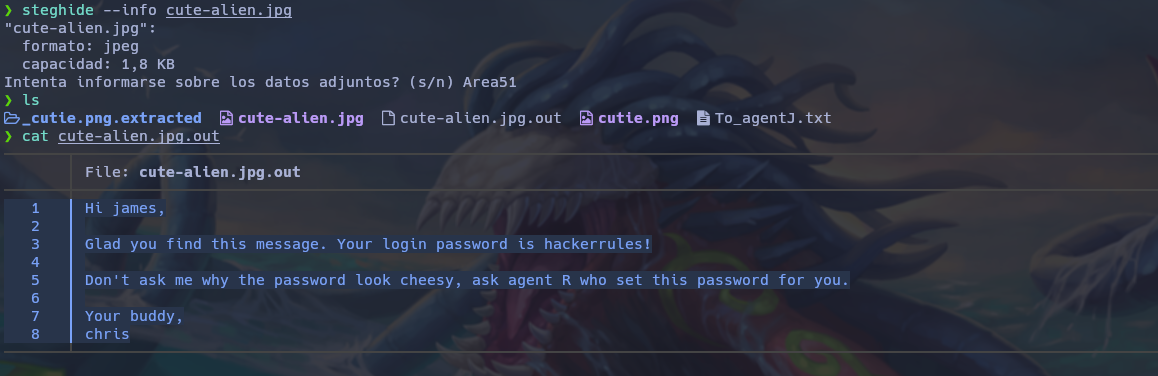 ❯ steghide --info cute-alien.jpg
"cute-alien.jpg":
  formato: jpeg
  capacidad: 1,8 KB
Intenta informarse sobre los datos adjuntos? (s/n) Area51
❯ ls
_cutie.png.extracted cute-alien.jpg cute-alien.jpg.out cutie.png To_agentJ.txt
❯ cat cute-alien.jpg.out
File: cute-alien.jpg.out
1 Hi james,
2
3 Glad you find this message. Your login password is hackerrules!
4
5 Don't ask me why the password look cheesy, ask agent R who set this password for you.
6
7 Your buddy,
8 chris